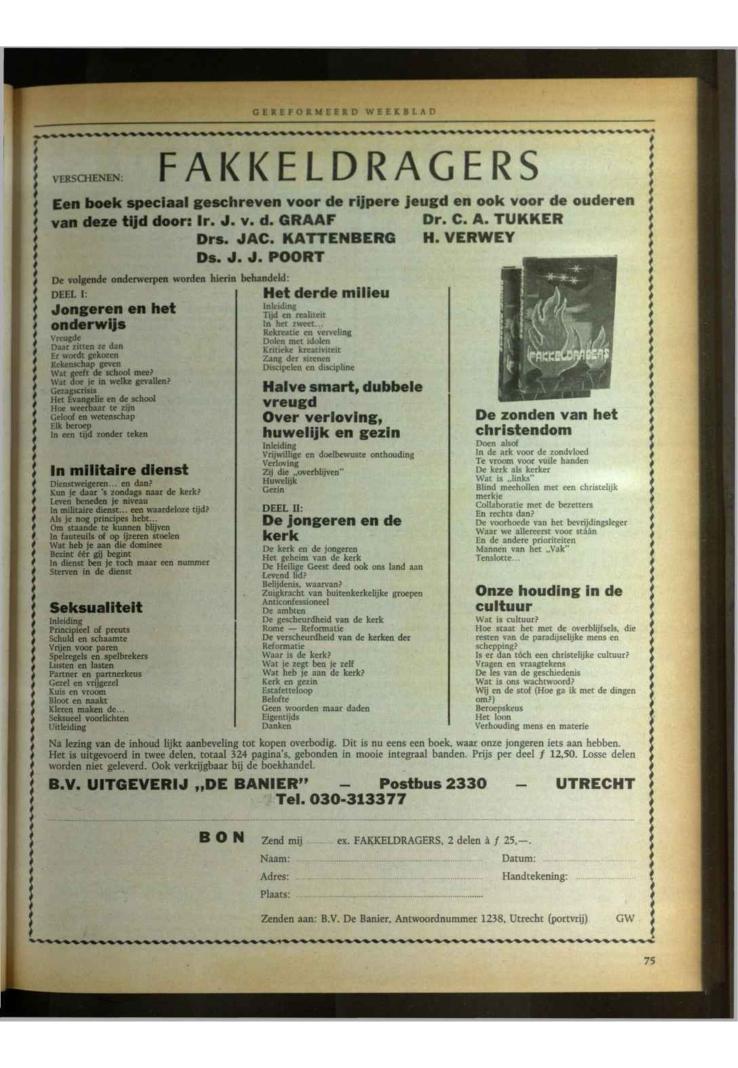 GEREFORMEERD WEEKBLAD
VERSCHENEN: FAKKELDRAGERS
Een boek speciaal geschreven voor de rijpere jeugd en ook voor de ouderen
van deze tijd door: Ir. J. v. d. GRAAF Dr. C. A. TUKKER
Drs. JAC. KATTENBERG H. VERWEY
Ds. J. J. POORT
De volgende onderwerpen worden hierin behandeld:
DEEL I:
Jongeren en het
onderwijs
Vreugde
Daar zitten ze dan
Er wordt gekozen
Rekenschap geven
Wat geeft de school mee?
Wat doe je in welke gevallen?
Gezagscrisis
Het Evangelie en de school
Hoe weerbaar te zijn
Geloof en wetenschap
Elk beroep
In een tijd zonder teken
In militaire dienst
Dienstweigeren... en dan?
Kun je daar 's zondags naar de kerk?
Leven beneden je niveau
In militaire dienst... een waardeloze tijd?
Als je nog principes hebt...
Om staande te kunnen blijven
In fauteuils of op ijzeren stoelen
Wat heb je aan die dominee
Bezint éér gij begint
In dienst ben je toch maar een nummer
Sterven in de dienst
Seksualiteit
Inleiding
Principieel of preuts
Schuld en schaamte
Vrijen voor paren
Spelregels en spelbrekers
Lusten en lasten
Partner en partnerkeus
Gezel en vrijgezel
Kuis en vroom
Bloot en naakt
Kleren maken de...
Seksueel voorlichten
Uitleiding
Het derde milieu
Inleiding
Tijd en realiteit
In het zweet...
Rekreatie en verveling
Dolen met idolen
Kritieke kreativiteit
Zang der sirenen
Discipelen en discipline
Halve smart, dubbele
vreugd
Over verloving,
huwelijk en gezin
Inleiding
Vrijwillige en doelbewuste onthouding
Verloving
Zij die „overblijven"
Huwelijk
Gezin
DEEL II:
De jongeren en de
kerk
De kerk en de jongeren
Het geheim van de kerk
De Heilige Geest deed ook ons land aan
Levend lid?
Belijdenis, waarvan?
Zuigkracht van buitenkerkelijke groepen
Anticonfessioneel
De ambten
De gescheurdheid van de kerk
Rome — Reformatie
De verscheurdheid van de kerken der
Reformatie
Waar is de kerk?
Wat je zegt ben je zelf
Wat heb je aan de kerk?
Kerk en gezin
Estafetteloop
Belofte
Geen woorden maar daden
Eigentijds
Danken
FAKKELDRAGERS
De zonden van het
christendom
Doen alsof
In de ark voor de zondvloed
Te vroom voor vuile handen
De kerk als kerker
Wat is „links"
Blind meehollen met een christelijk
merkje
Collaboratie met de bezetters
En rechts dan?
De voorhoede van het bevrijdingsleger
Waar we allereerst voor stáán
En de andere prioriteiten
Mannen van het „Vak"
Tenslotte...
Onze houding in de
cultuur
Wat is cultuur?
Hoe staat het met de overblijfsels, die
resten van de paradijselijke mens en
schepping?
Is er dan tóch een christelijke cultuur?
Vragen en vraagtekens
De les van de geschiedenis
Wat is ons wachtwoord?
Wij en de stof (Hoe ga ik met de dingen
om?)
Beroepskeus
Het loon
Verhouding mens en materie
Na lezing van de inhoud lijkt aanbeveling tot kopen overbodig. Dit is nu eens een boek, waar onze jongeren iets aan hebben.
Het is uitgevoerd in twee delen, totaal 324 pagina's, gebonden in mooie integraal banden. Prijs per deel ƒ 12,50. Losse delen
worden niet geleverd. Ook verkrijgbaar bij de boekhandel.
B.V. UITGEVERIJ „DE BANIER" — Postbus 2330 — UTRECHT
Tel. 030-313377
BON Zend mij ........ ex. FAKKELDRAGERS, 2 delen à ƒ 25,—.
Naam: Datum:
Adres: Handtekening:
Plaats:
Zenden aan: B.V. De Banier, Antwoordnummer 1238, Utrecht (portvrij) GW
75